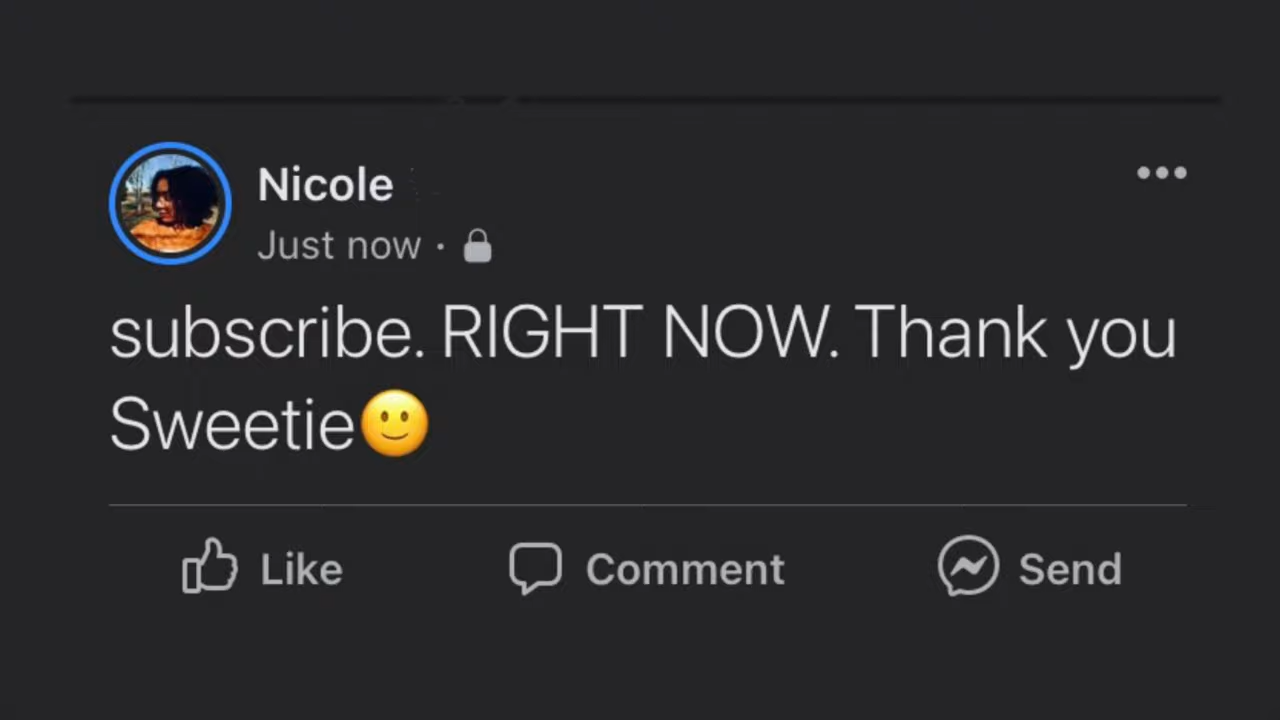 Nicole
Just now ·
subscribe. RIGHT NOW. Thank you
Sweetie🙂
Like
Comment
Send